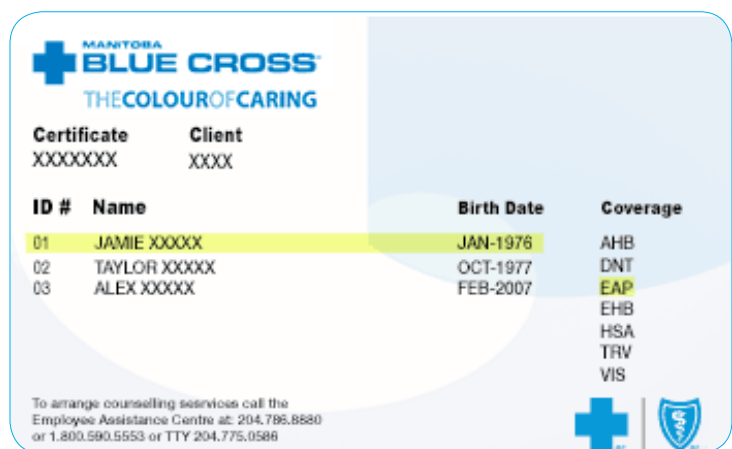 MANITOBA
BLUE CROSS
THECOLOUROFCARING
Certificate Client
XXXXXXX XXXX
ID # Name Birth Date Coverage
01 JAMIE XXXXX JAN-1976 AHB
02 TAYLOR XXXXX OCT-1977 DNT
03 ALEX XXXXX FEB-2007 EAP
EHB
HSA
TRV
VIS
To arrange counselling sesrvices call the
Employee Assistance Centre at: 204.786.8880
or 1.800.590.5553 or TTY 204.775.0586